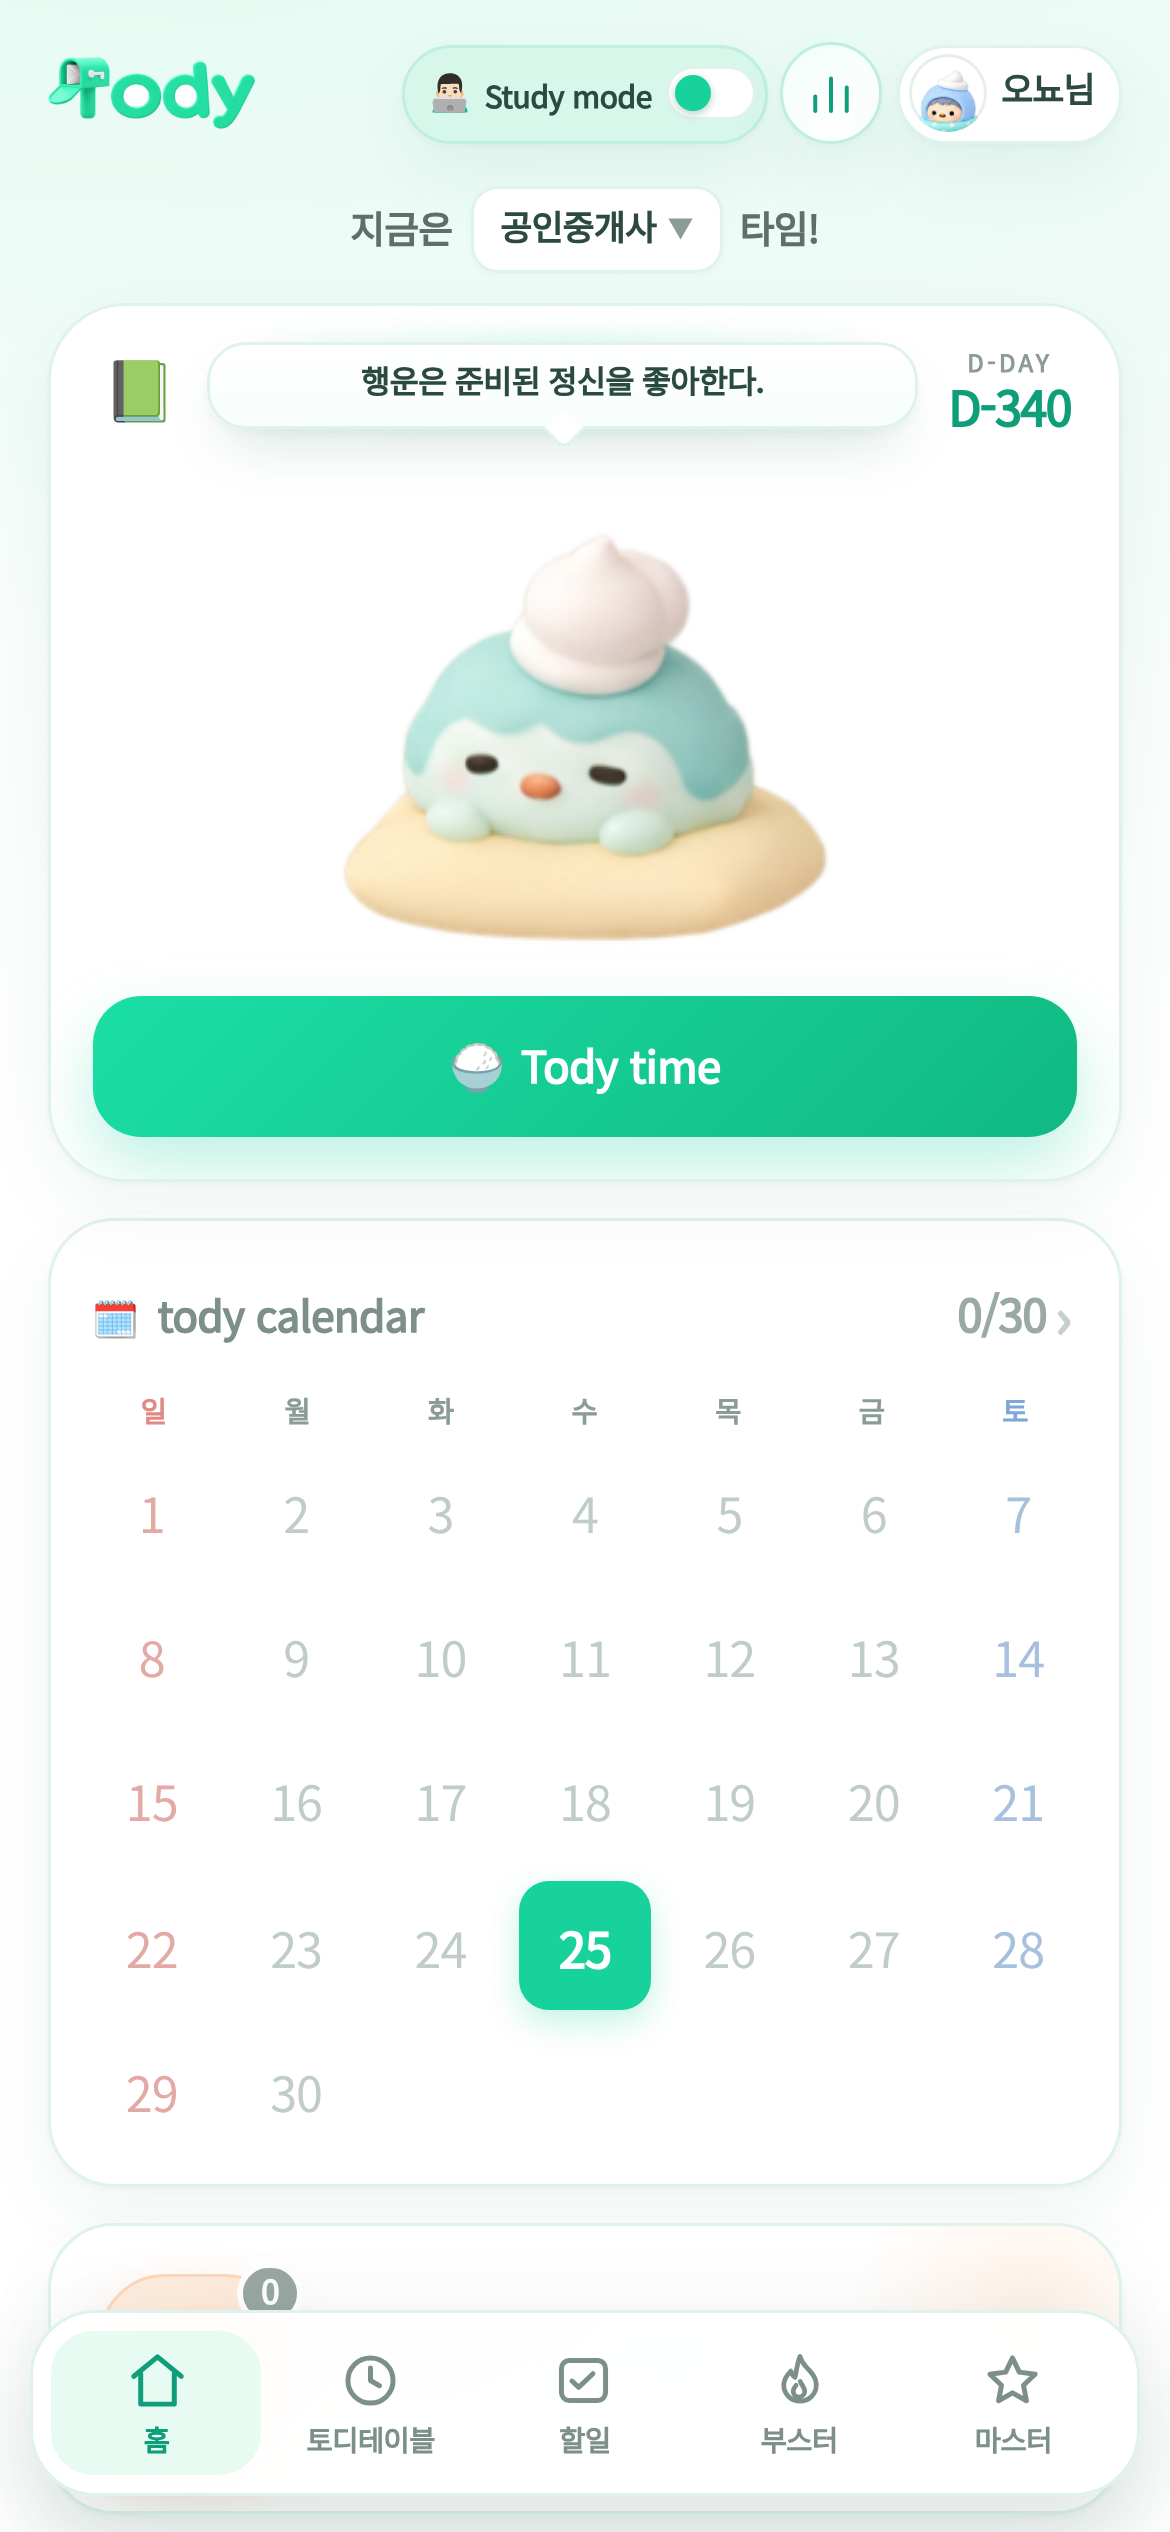 Tody
Study mode
오뇨님
지금은 공인중개사 ▼ 타임!
행운은 준비된 정신을 좋아한다.
D-DAY
D-340
Tody time
tody calendar
0/30 ›
일 월 화 수 목 금 토
1 2 3 4 5 6 7
8 9 10 11 12 13 14
15 16 17 18 19 20 21
22 23 24 25 26 27 28
29 30
0
홈 토디테이블 할일 부스터 마스터